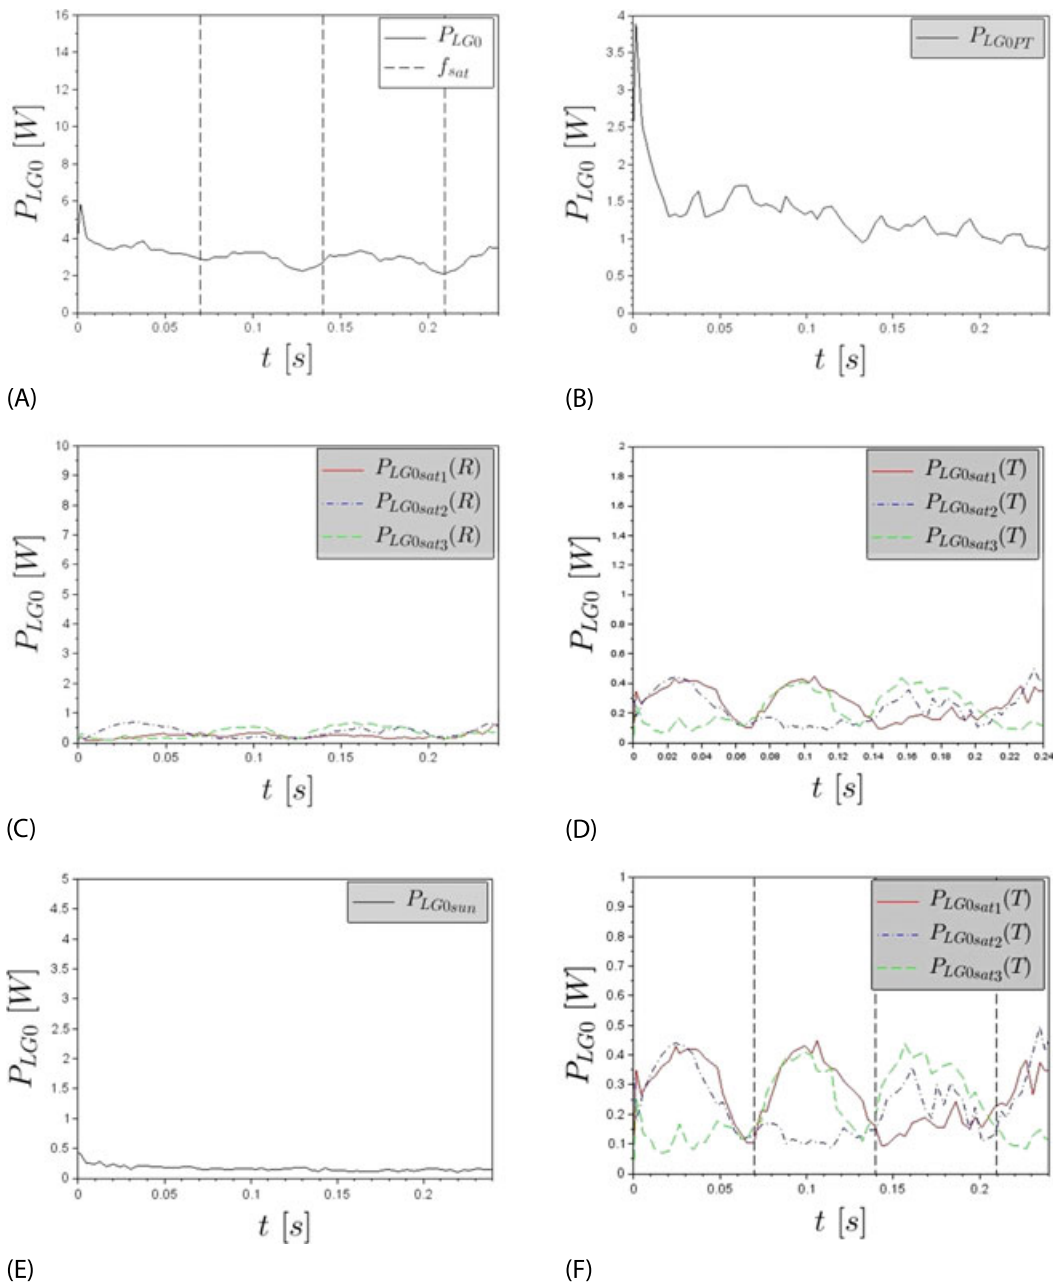 16
14
12
10
8
6
4
2
0
P_{LG0} [W]
P_{LG0}
f_{sat}
0 0.05 0.1 0.15 0.2
t [s]
(A)
4
3.5
3
2.5
2
1.5
1
0.5
0
P_{LG0} [W]
P_{LG0PT}
0 0.05 0.1 0.15 0.2
t [s]
(B)
10
9
8
7
6
5
4
3
2
1
0
P_{LG0} [W]
P_{LG0sat1}(R)
P_{LG0sat2}(R)
P_{LG0sat3}(R)
0 0.05 0.1 0.15 0.2
t [s]
(C)
2
1.8
1.6
1.4
1.2
1
0.8
0.6
0.4
0.2
0
P_{LG0} [W]
P_{LG0sat1}(T)
P_{LG0sat2}(T)
P_{LG0sat3}(T)
0 0.02 0.04 0.06 0.08 0.1 0.12 0.14 0.16 0.18 0.2 0.22 0.24
t [s]
(D)
5
4.5
4
3.5
3
2.5
2
1.5
1
0.5
0
P_{LG0} [W]
P_{LG0sun}
0 0.05 0.1 0.15 0.2
t [s]
(E)
1
0.9
0.8
0.7
0.6
0.5
0.4
0.3
0.2
0.1
0
P_{LG0} [W]
P_{LG0sat1}(T)
P_{LG0sat2}(T)
P_{LG0sat3}(T)
0 0.05 0.1 0.15 0.2
t [s]
(F)